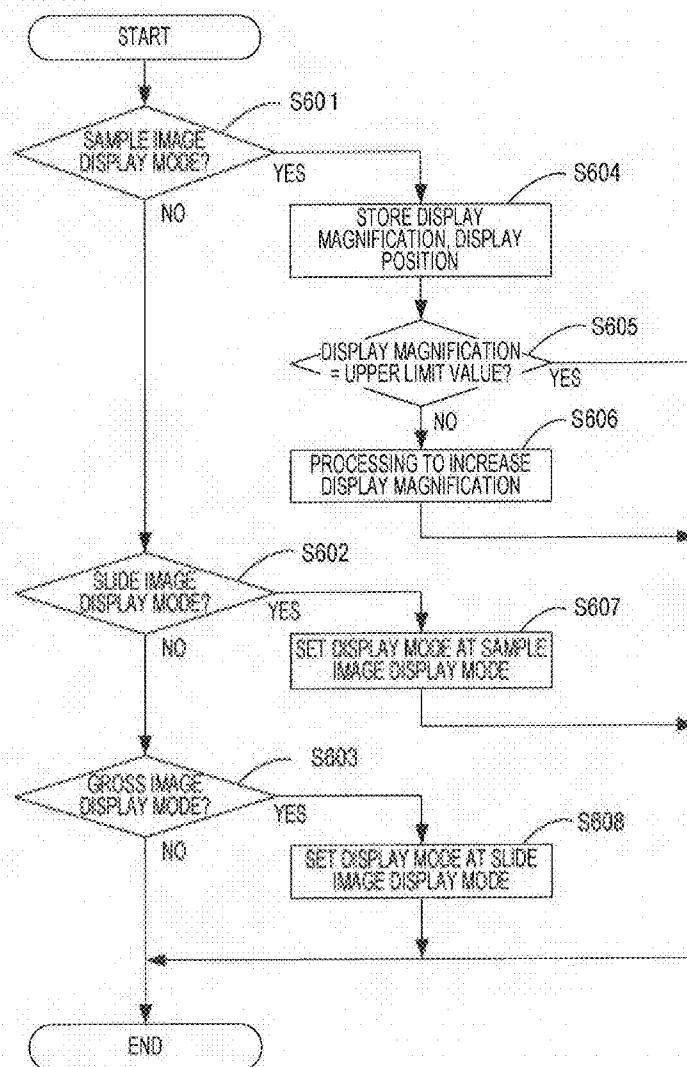 START
S601
SAMPLE IMAGE
DISPLAY MODE?
YES
NO
S604
STORE DISPLAY
MAGNIFICATION, DISPLAY
POSITION
S605
DISPLAY MAGNIFICATION
= UPPER LIMIT VALUE?
YES
NO
S606
PROCESSING TO INCREASE
DISPLAY MAGNIFICATION
S602
SLIDE IMAGE
DISPLAY MODE?
YES
NO
S607
SET DISPLAY MODE AT SAMPLE
IMAGE DISPLAY MODE
S603
GROSS IMAGE
DISPLAY MODE?
YES
NO
S608
SET DISPLAY MODE AT SLIDE
IMAGE DISPLAY MODE
END